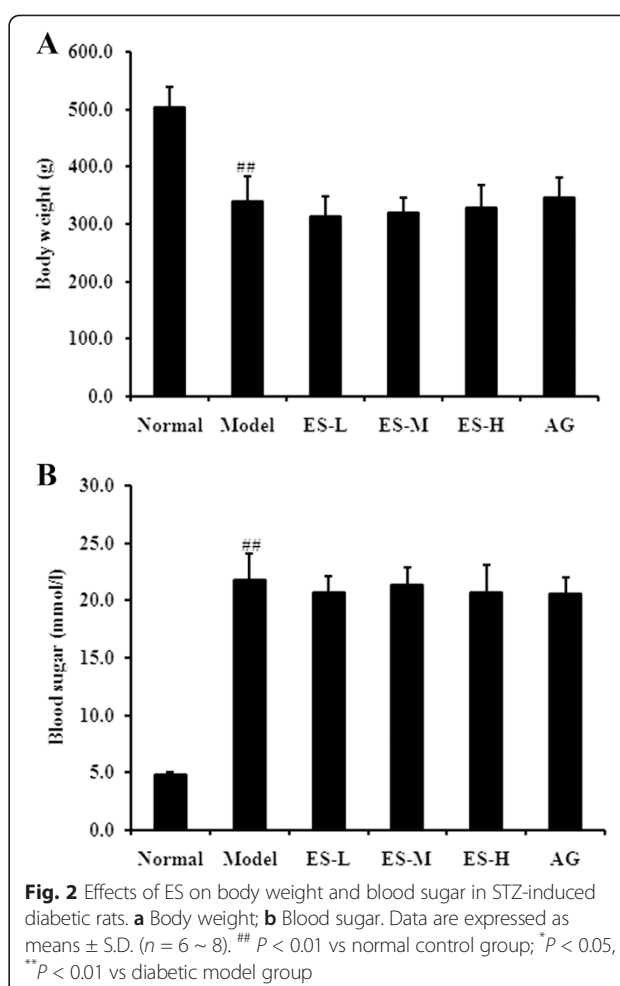 A
600.0
500.0
400.0
300.0
200.0
100.0
0.0
Body weight (g)
##
Normal Model ES-L ES-M ES-H AG
B
30.0
25.0
20.0
15.0
10.0
5.0
0.0
Blood sugar (mmol/l)
##
Normal Model ES-L ES-M ES-H AG
Fig. 2 Effects of ES on body weight and blood sugar in STZ-induced
diabetic rats. a Body weight; b Blood sugar. Data are expressed as
means ± S.D. (n = 6 ~ 8). ## P < 0.01 vs normal control group; *P < 0.05,
**P < 0.01 vs diabetic model group